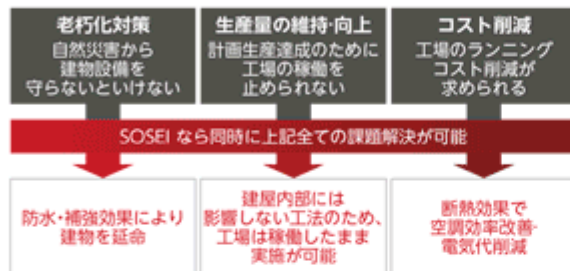 老朽化対策
自然災害から
建物設備を
守らないといけない
生産量の維持・向上
計画生産達成のために
工場の稼働を
止められない
コスト削減
工場のランニング
コスト削減が
求められる
SOSEIなら同時に上記全ての課題解決が可能
防水・補強効果により
建物を延命
建屋内部には
影響しない工法のため、
工場は稼働したまま
実施が可能
断熱効果で
空調効率改善・
電気代削減